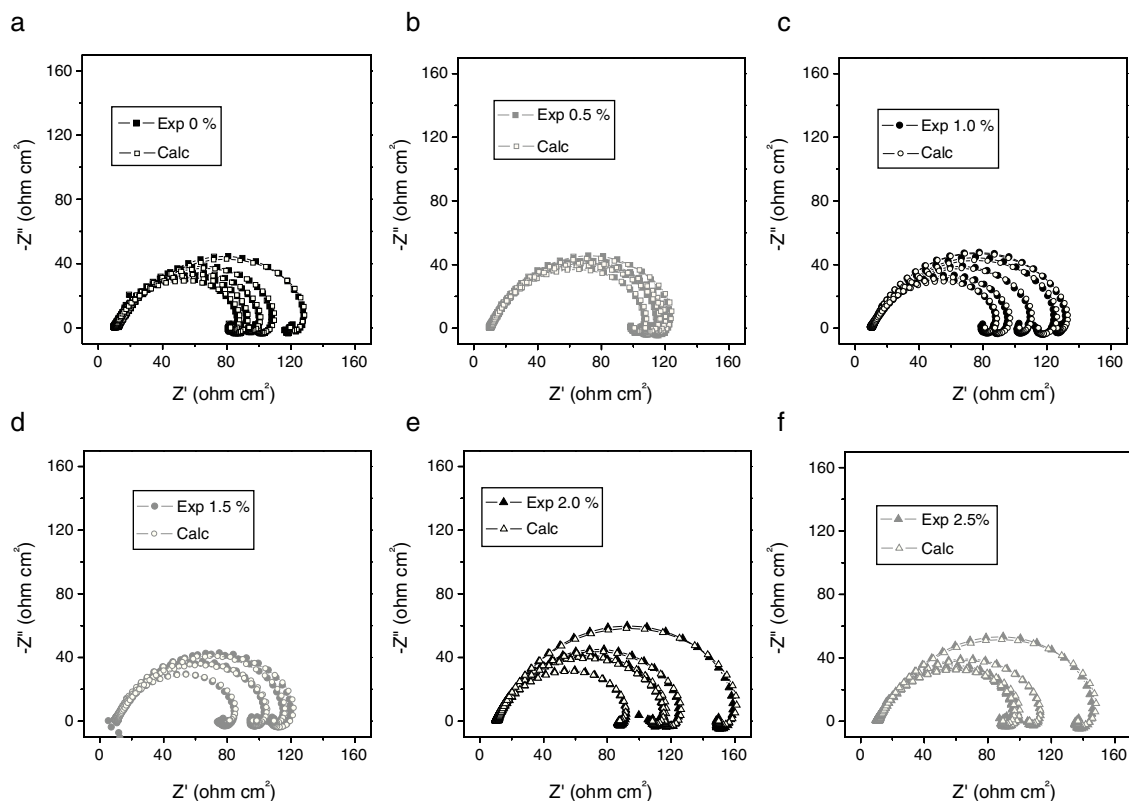 a
160
120
80
40
0
-Z'' (ohm cm²)
Exp 0 %
Calc
0 40 80 120 160
Z' (ohm cm²)
b
160
120
80
40
0
-Z'' (ohm cm²)
Exp 0.5 %
Calc
0 40 80 120 160
Z' (ohm cm²)
c
160
120
80
40
0
-Z'' (ohm cm²)
Exp 1.0 %
Calc
0 40 80 120 160
Z' (ohm cm²)
d
160
120
80
40
0
-Z'' (ohm cm²)
Exp 1.5 %
Calc
0 40 80 120 160
Z' (ohm cm²)
e
160
120
80
40
0
-Z'' (ohm cm²)
Exp 2.0 %
Calc
0 40 80 120 160
Z' (ohm cm²)
f
160
120
80
40
0
-Z'' (ohm cm²)
Exp 2.5%
Calc
0 40 80 120 160
Z' (ohm cm²)